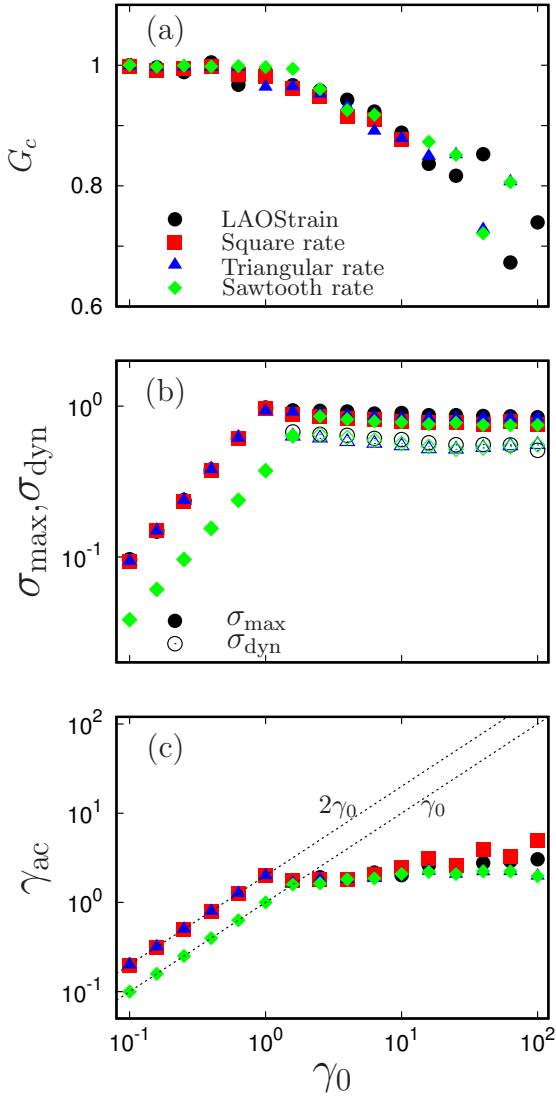 (a)
1
0.8
0.6
G_c
LAOStrain
Square rate
Triangular rate
Sawtooth rate
(b)
10^0
10^-1
σ_max, σ_dyn
σ_max
σ_dyn
(c)
10^2
10^1
10^0
10^-1
γ_ac
2γ_0
γ_0
10^-1 10^0 10^1 10^2
γ_0